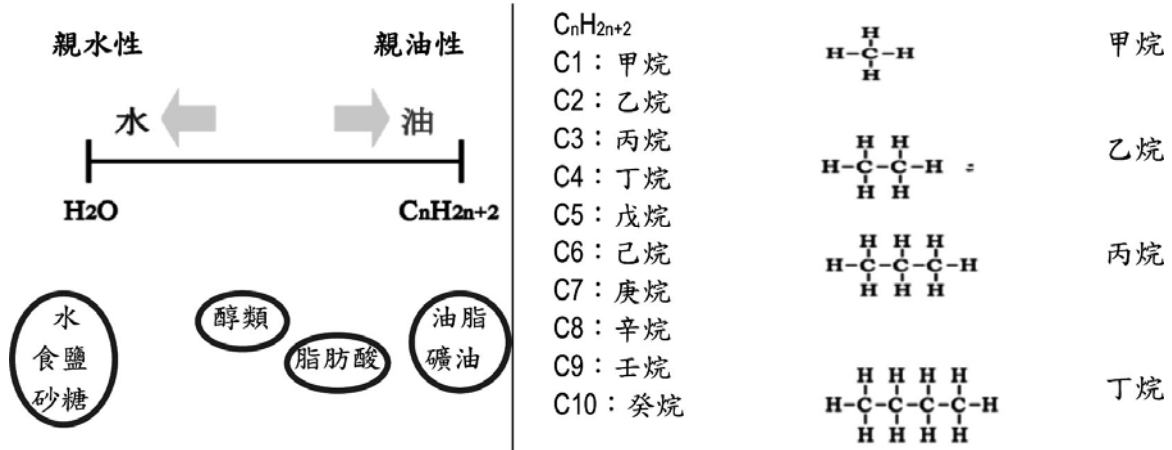 親水性 親油性
水 油
H2O CnH2n+2
水
食鹽
砂糖
醇類
脂肪酸
油脂
礦油
CnH2n+2
C1：甲烷
C2：乙烷
C3：丙烷
C4：丁烷
C5：戊烷
C6：己烷
C7：庚烷
C8：辛烷
C9：壬烷
C10：癸烷
H
H-C-H
H
甲烷
H H
H-C-C-H
H H
乙烷
H H H
H-C-C-C-H
H H H
丙烷
H H H H
H-C-C-C-C-H
H H H H
丁烷